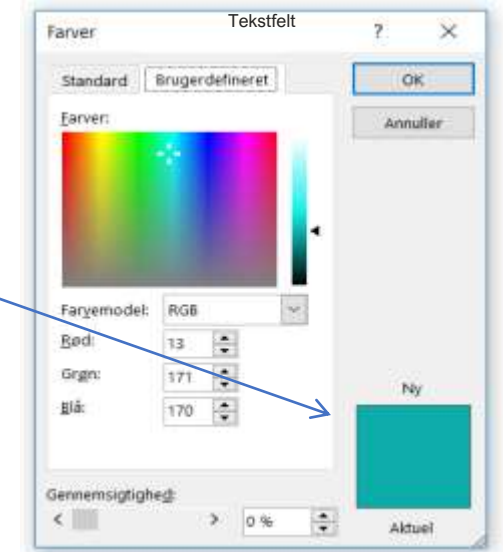 Tekstfelt
Farver ? ×
Standard Brugerdefineret OK
Farver: Annuller
Farvemodel: RGB
Rød: 13
Grøn: 171
Blå: 170
Ny
Gennemsigtighed:
< > 0 %
Aktuel